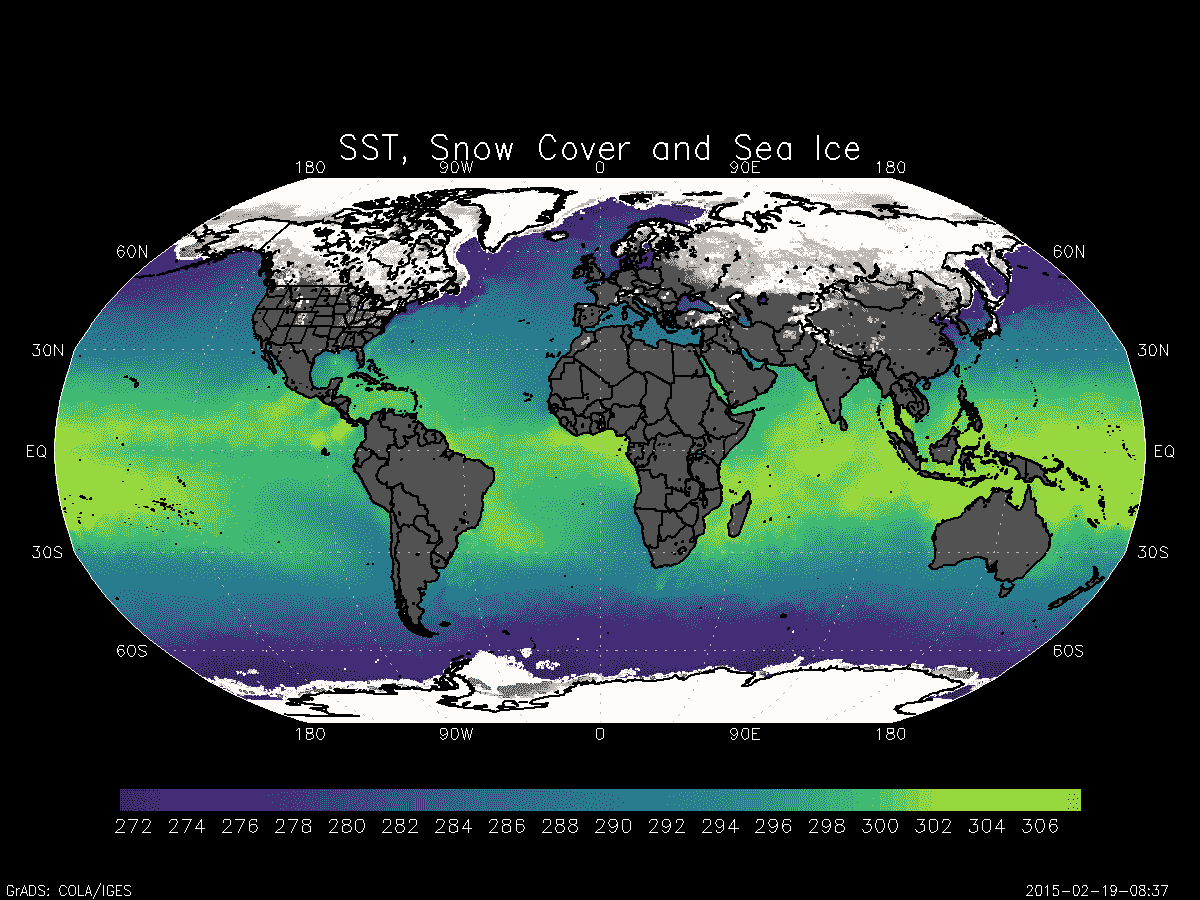 SST, Snow Cover and Sea Ice
180 90W 0 90E 180
60N 60N
30N 30N
EQ EQ
30S 30S
60S 60S
180 90W 0 90E 180
272 274 276 278 280 282 284 286 288 290 292 294 296 298 300 302 304 306
GrADS: COLA/IGES 2015-02-19-08:37